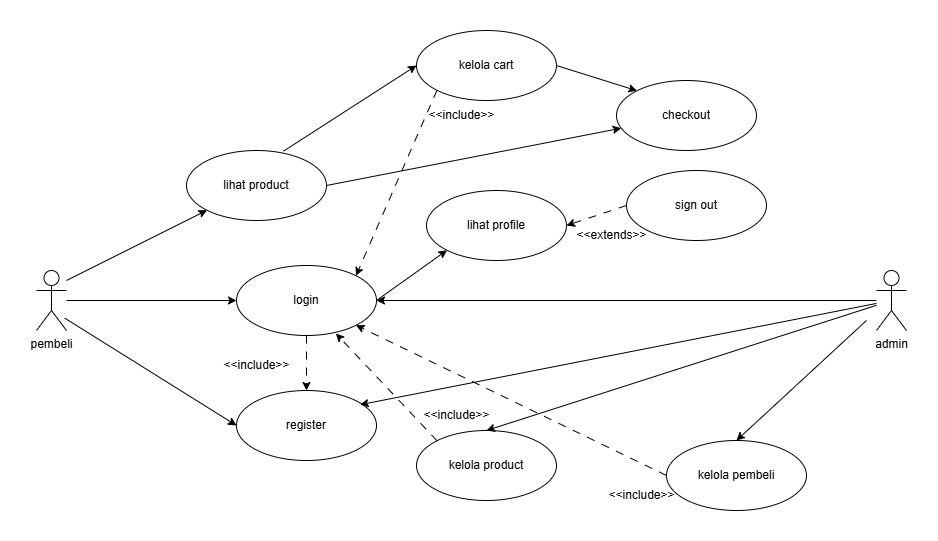 kelola cart
<<include>>
checkout
lihat product
sign out
lihat profile
<<extends>>
login
pembeli
admin
<<include>>
register
<<include>>
kelola product
kelola pembeli
<<include>>